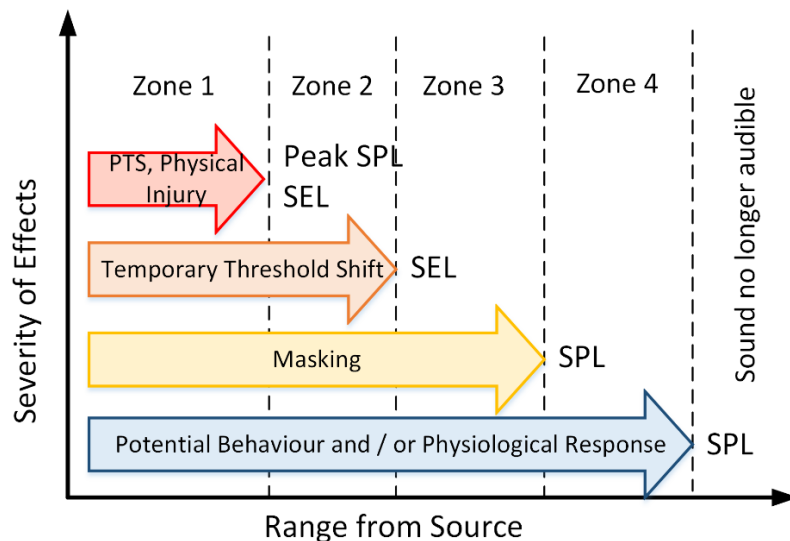 Zone 1
Zone 2
Zone 3
Zone 4
PTS, Physical
Injury
Peak SPL
SEL
Temporary Threshold Shift
SEL
Masking
SPL
Potential Behaviour and / or Physiological Response
SPL
Sound no longer audible
Severity of Effects
Range from Source